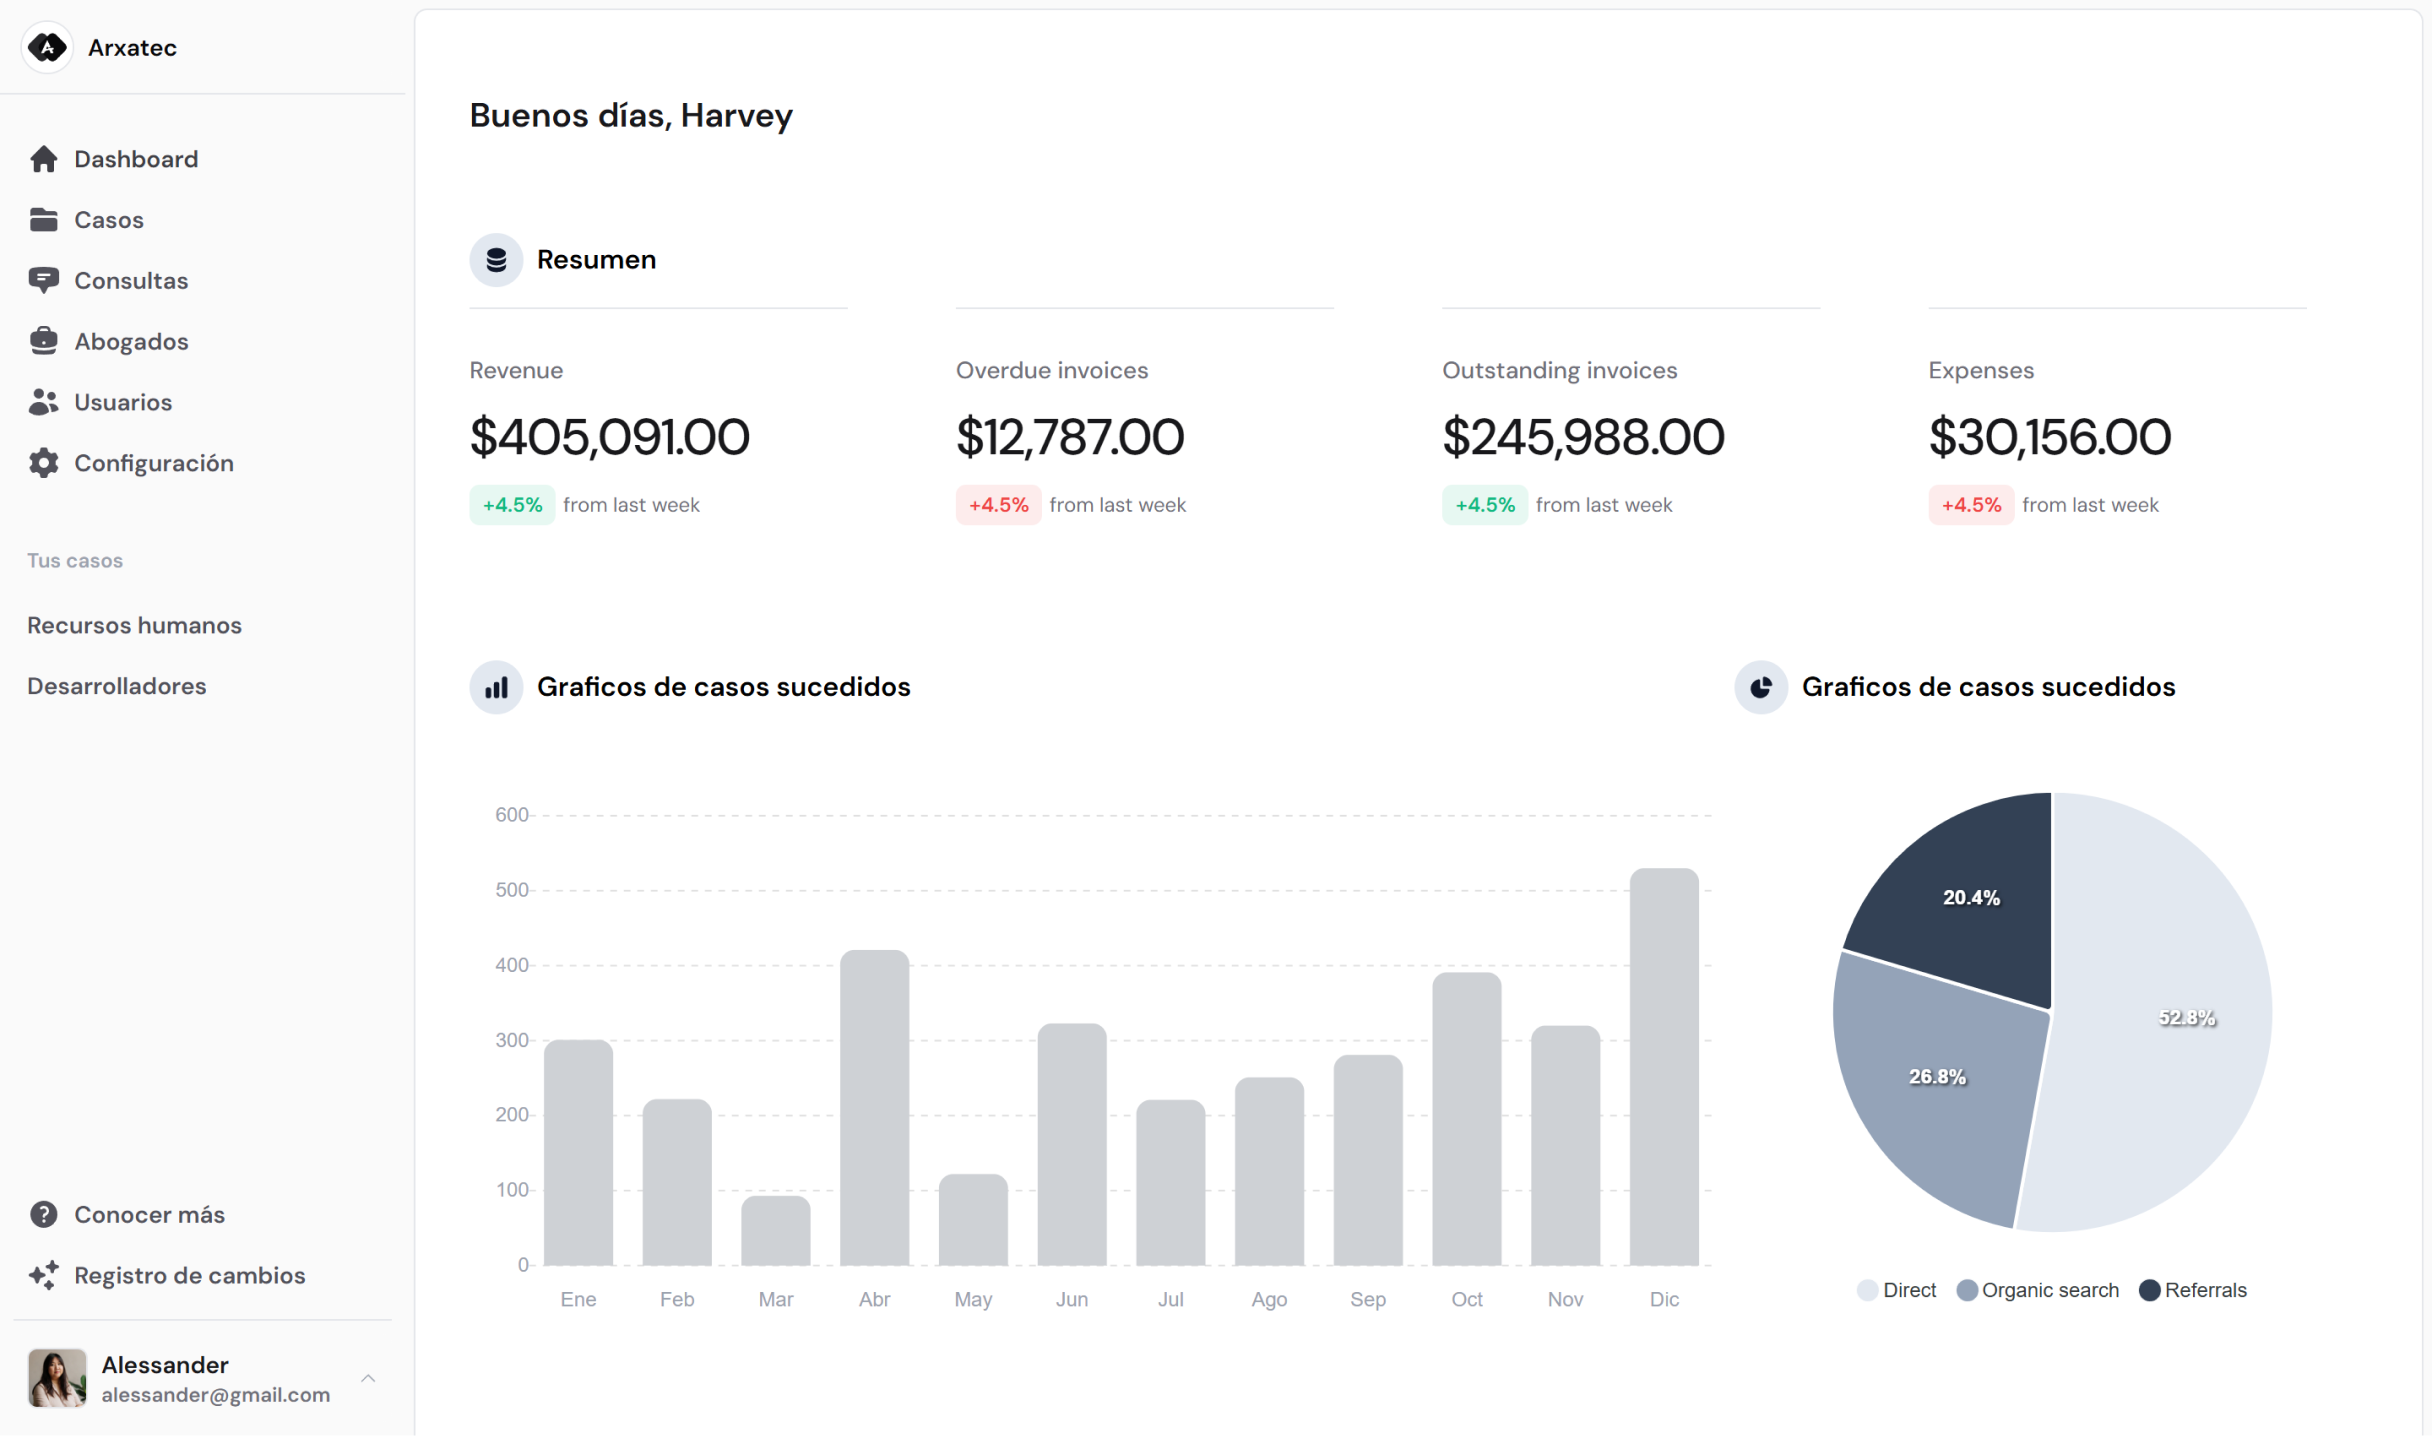 Arxatec
Dashboard
Casos
Consultas
Abogados
Usuarios
Configuración
Tus casos
Recursos humanos
Desarrolladores
Conocer más
Registro de cambios
Alessander
alessander@gmail.com
Buenos días, Harvey
Resumen
Revenue
$405,091.00
+4.5% from last week
Overdue invoices
$12,787.00
+4.5% from last week
Outstanding invoices
$245,988.00
+4.5% from last week
Expenses
$30,156.00
+4.5% from last week
Graficos de casos sucedidos
600
500
400
300
200
100
0
Ene Feb Mar Abr May Jun Jul Ago Sep Oct Nov Dic
Graficos de casos sucedidos
20.4%
52.8%
26.8%
Direct Organic search Referrals